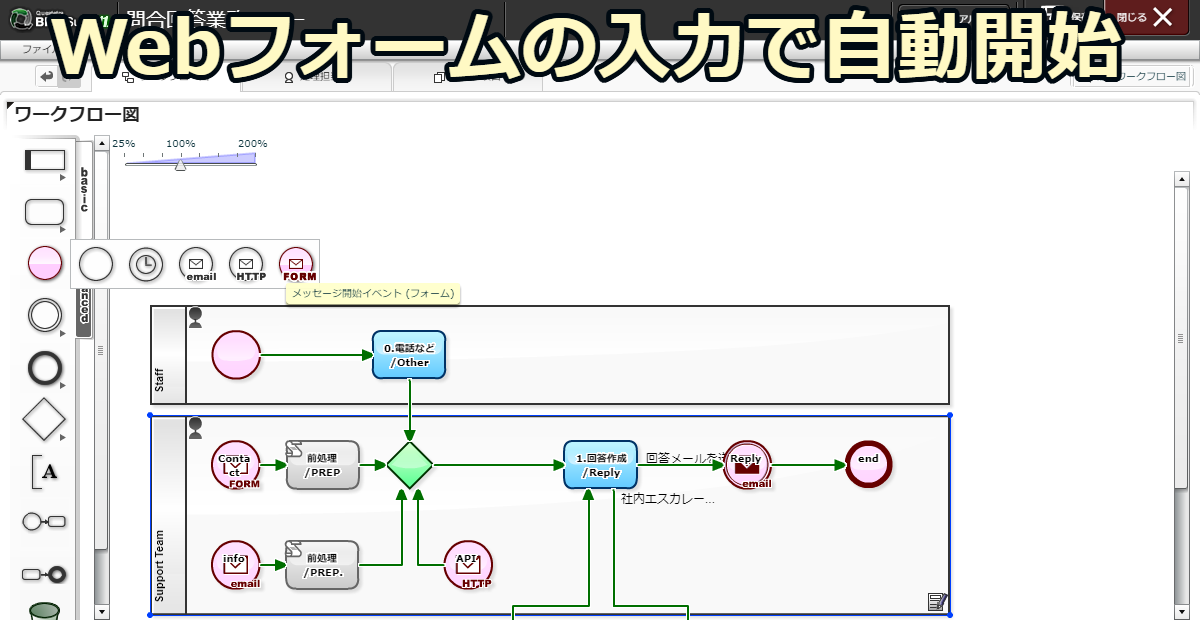 Webフォームの入力で自動開始
閉じる
ワークフロー図
ワークフロー図
25%
100%
200%
basic
email
HTTP
FORM
メッセージ開始イベント (フォーム)
A
Staff
0.電話など
/Other
Support Team
Conta
ct
FORM
前処理
/PREP
1.回答作成
/Reply
回答メールを
Reply
email
end
社内エスカレー...
info
email
前処理
/PREP.
API
HTTP